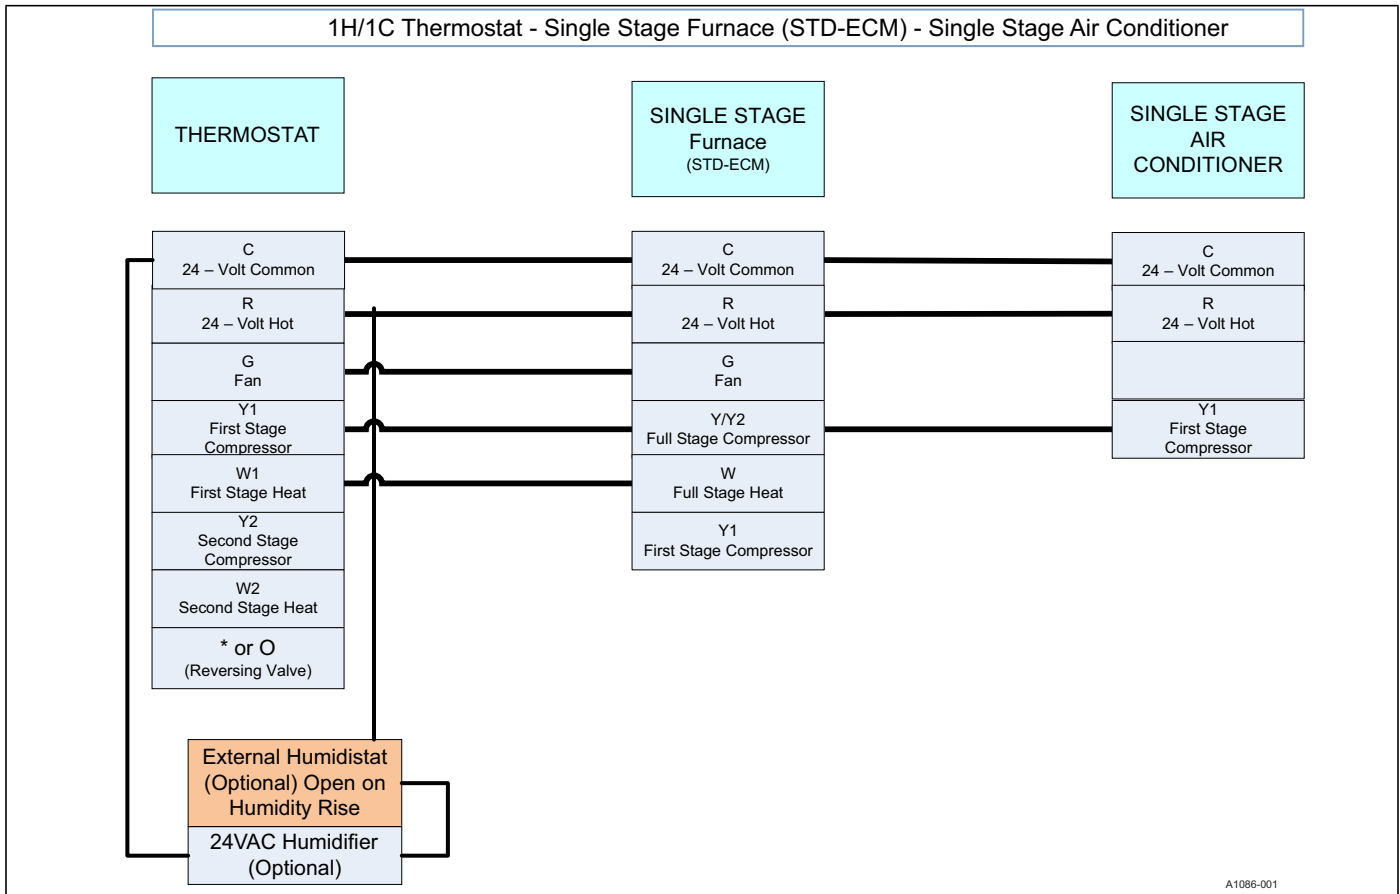 1H/1C Thermostat - Single Stage Furnace (STD-ECM) - Single Stage Air Conditioner
THERMOSTAT
SINGLE STAGE
Furnace
(STD-ECM)
SINGLE STAGE
AIR
CONDITIONER
C
24 – Volt Common
R
24 – Volt Hot
G
Fan
Y1
First Stage
Compressor
W1
First Stage Heat
Y2
Second Stage
Compressor
W2
Second Stage Heat
* or O
(Reversing Valve)
C
24 – Volt Common
R
24 – Volt Hot
G
Fan
Y/Y2
Full Stage Compressor
W
Full Stage Heat
Y1
First Stage Compressor
C
24 – Volt Common
R
24 – Volt Hot
Y1
First Stage
Compressor
External Humidistat
(Optional) Open on
Humidity Rise
24VAC Humidifier
(Optional)
A1086-001